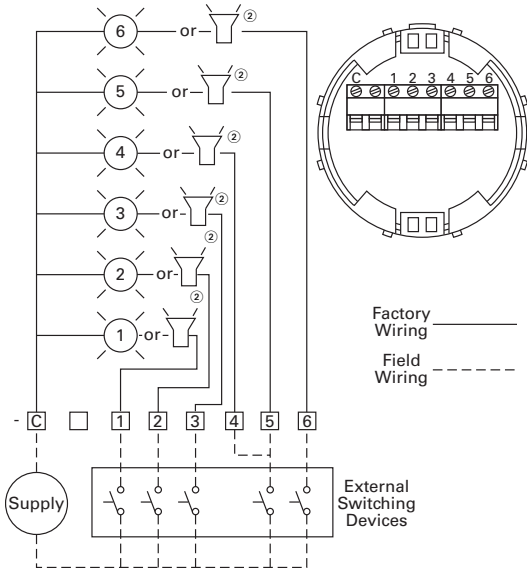 6 or ②
5 or ②
4 or ②
3 or ②
2 or ②
1 or ②
C 1 2 3 4 5 6
Factory
Wiring
Field
Wiring
- C 1 2 3 4 5 6
Supply
External
Switching
Devices